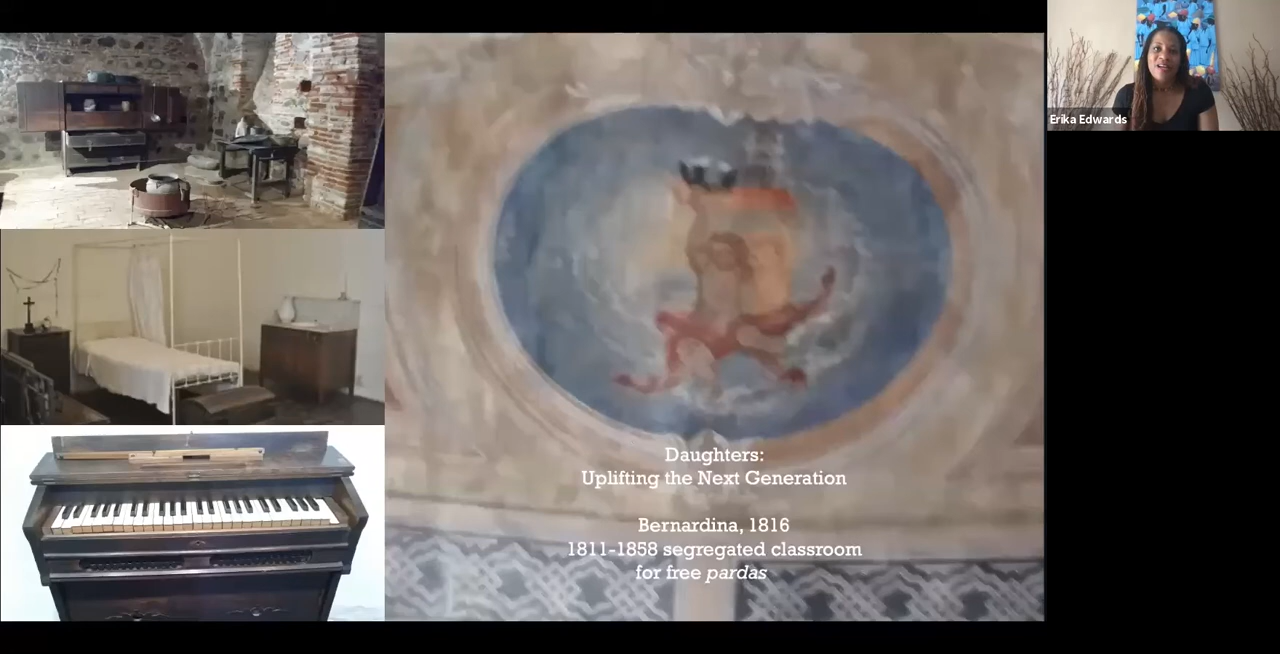 Erika Edwards
Daughters:
Uplifting the Next Generation
Bernardina, 1816
1811-1858 segregated classroom
for free pardas